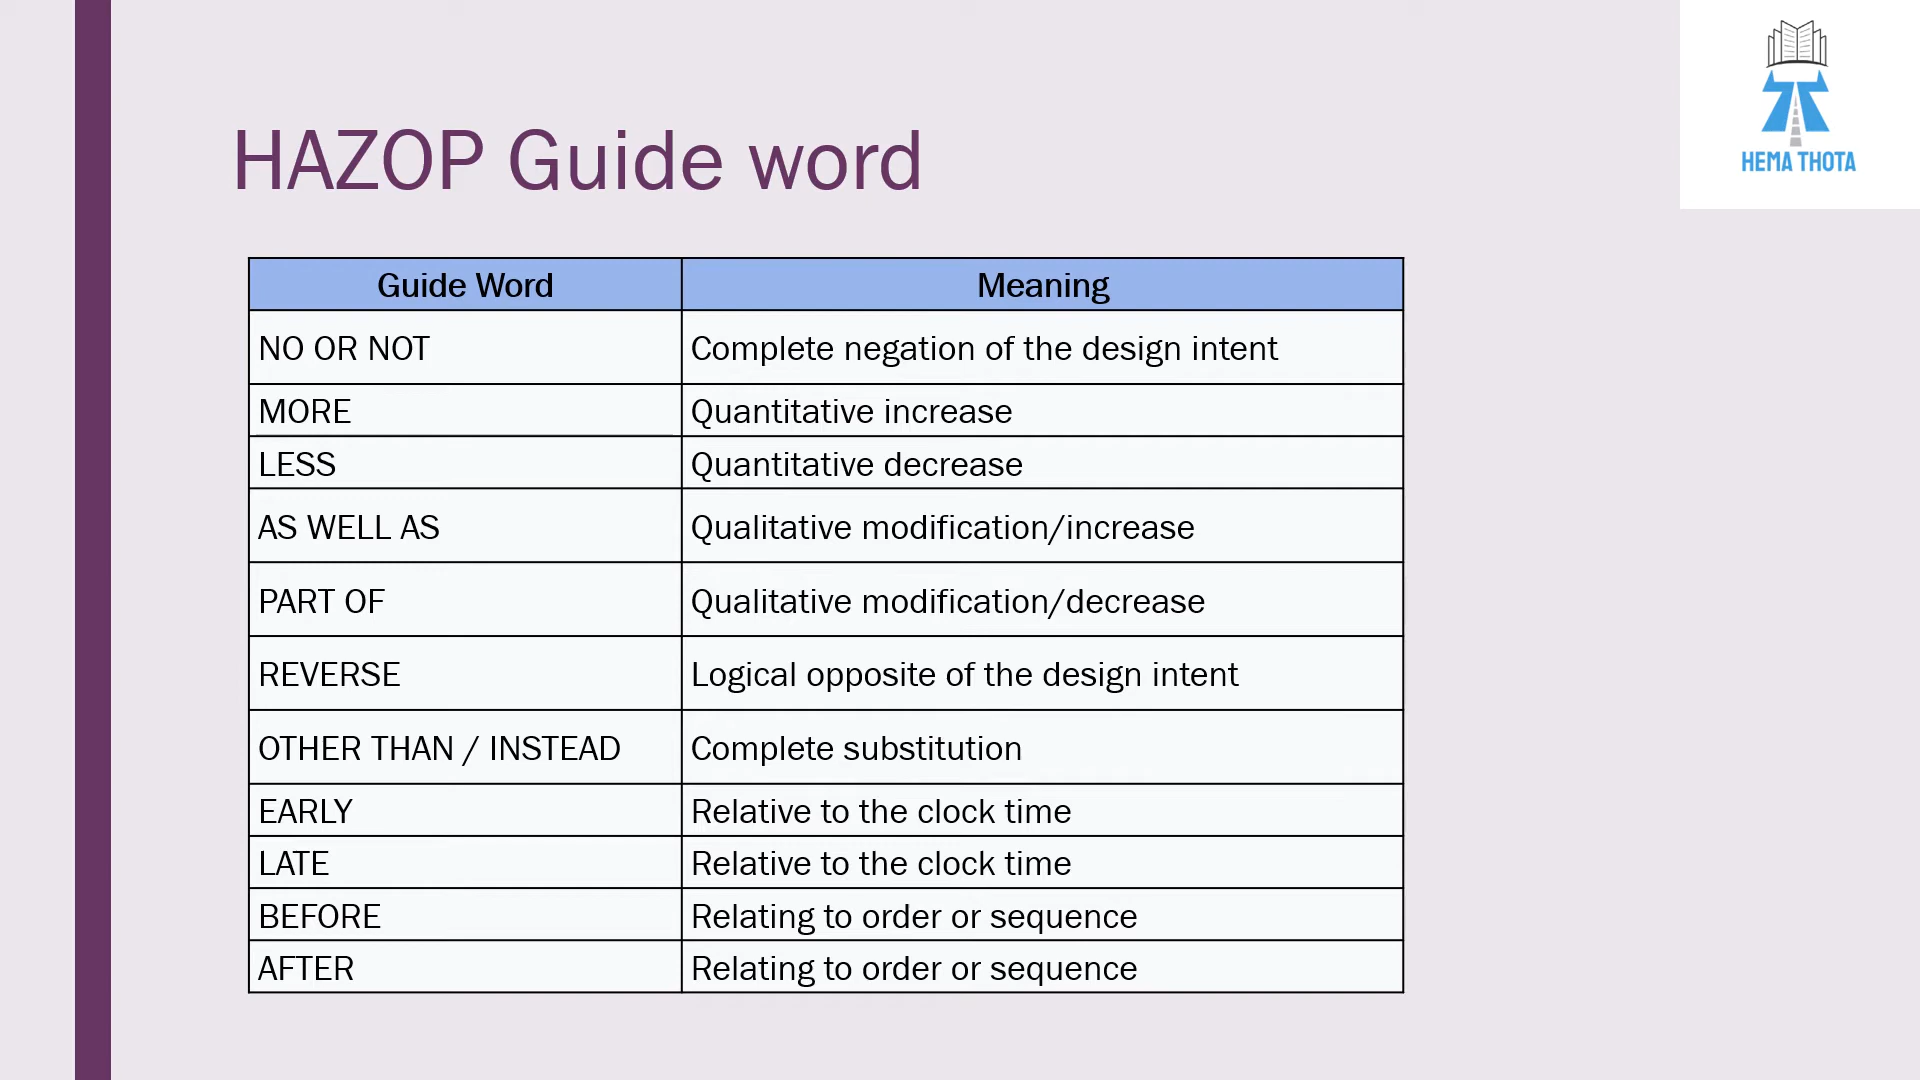 HEMA THOTA
HAZOP Guide word
Guide Word Meaning
NO OR NOT Complete negation of the design intent
MORE Quantitative increase
LESS Quantitative decrease
AS WELL AS Qualitative modification/increase
PART OF Qualitative modification/decrease
REVERSE Logical opposite of the design intent
OTHER THAN / INSTEAD Complete substitution
EARLY Relative to the clock time
LATE Relative to the clock time
BEFORE Relating to order or sequence
AFTER Relating to order or sequence